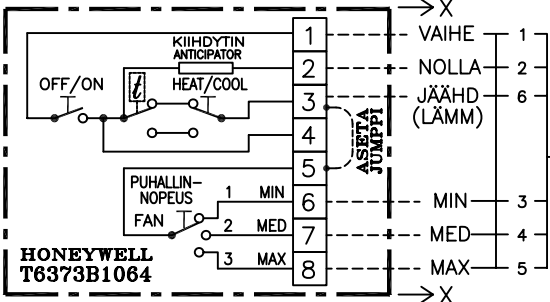 X
KIIHDYTIN
ANTICIPATOR
OFF/ON
t
HEAT/COOL
1 VAIHE 1
2 NOLLA 2
3 JÄÄHD 6
(LÄMM)
4
ASETA
JUMPPI
5
PUHALLIN-
NOPEUS
FAN
1 MIN 6 MIN 3
2 MED 7 MED 4
3 MAX 8 MAX 5
HONEYWELL
T6373B1064
X